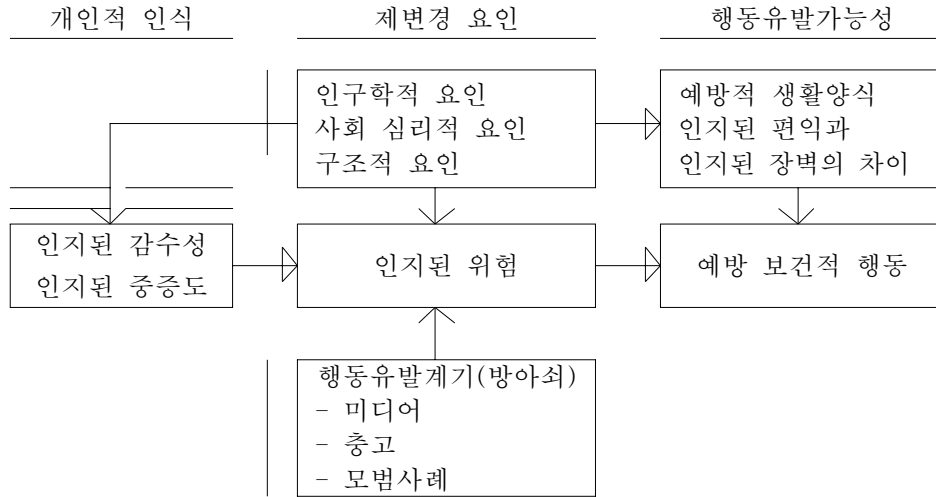 개인적 인식
제변경 요인
행동유발가능성
인구학적 요인
사회 심리적 요인
구조적 요인
예방적 생활양식
인지된 편익과
인지된 장벽의 차이
인지된 감수성
인지된 중증도
인지된 위험
예방 보건적 행동
행동유발계기(방아쇠)
- 미디어
- 충고
- 모범사례